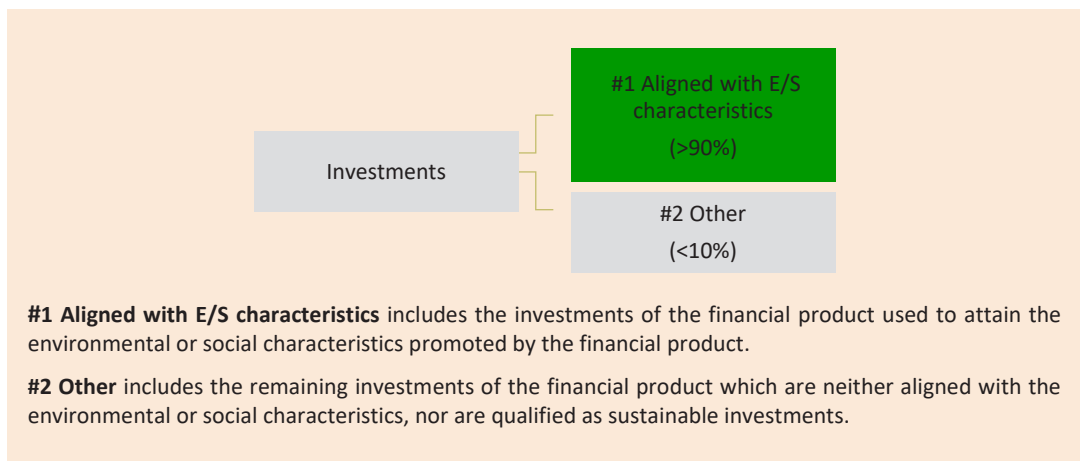 #1 Aligned with E/S
characteristics
(>90%)
Investments
#2 Other
(<10%)
#1 Aligned with E/S characteristics includes the investments of the financial product used to attain the
environmental or social characteristics promoted by the financial product.
#2 Other includes the remaining investments of the financial product which are neither aligned with the
environmental or social characteristics, nor are qualified as sustainable investments.